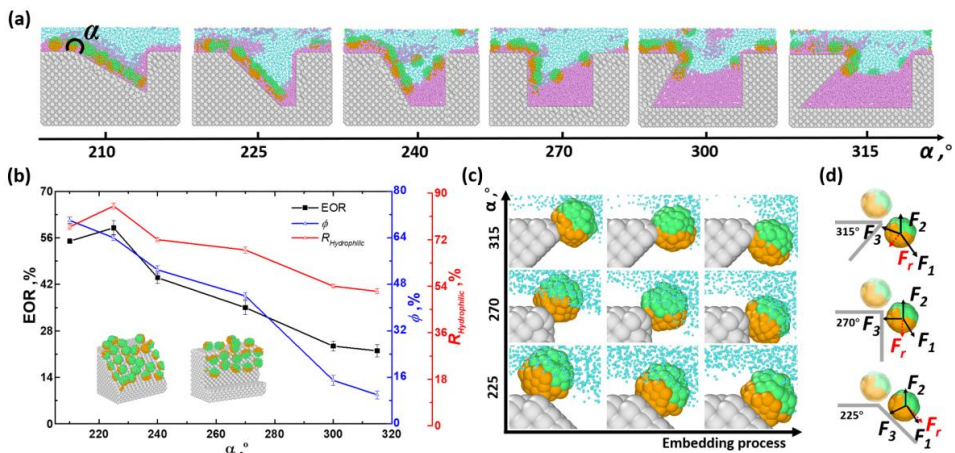 (a)
α
210
225
240
270
300
315
α ,°
(b)
EOR
ϕ
R_Hydrophilic
70
56
42
28
14
0
EOR ,%
80
64
48
32
16
0
ϕ ,%
90
72
54
36
18
0
R_Hydrophilic ,%
220 240 260 280 300 320
α ,°
(c)
α ,°
315
270
225
Embedding process
(d)
315°
F3
F2
Fr
F1
270°
F3
F2
Fr
F1
225°
F3
F2
Fr
F1